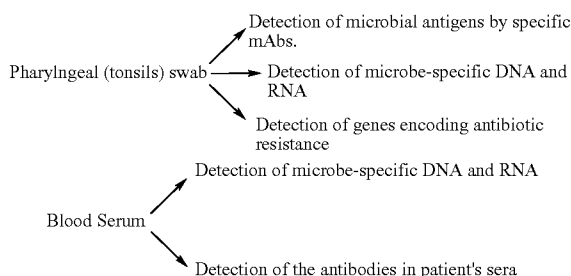 Detection of microbial antigens by specific
mAbs.
Pharylngeal (tonsils) swab
Detection of microbe-specific DNA and
RNA
Detection of genes encoding antibiotic
resistance
Detection of microbe-specific DNA and RNA
Blood Serum
Detection of the antibodies in patient's sera